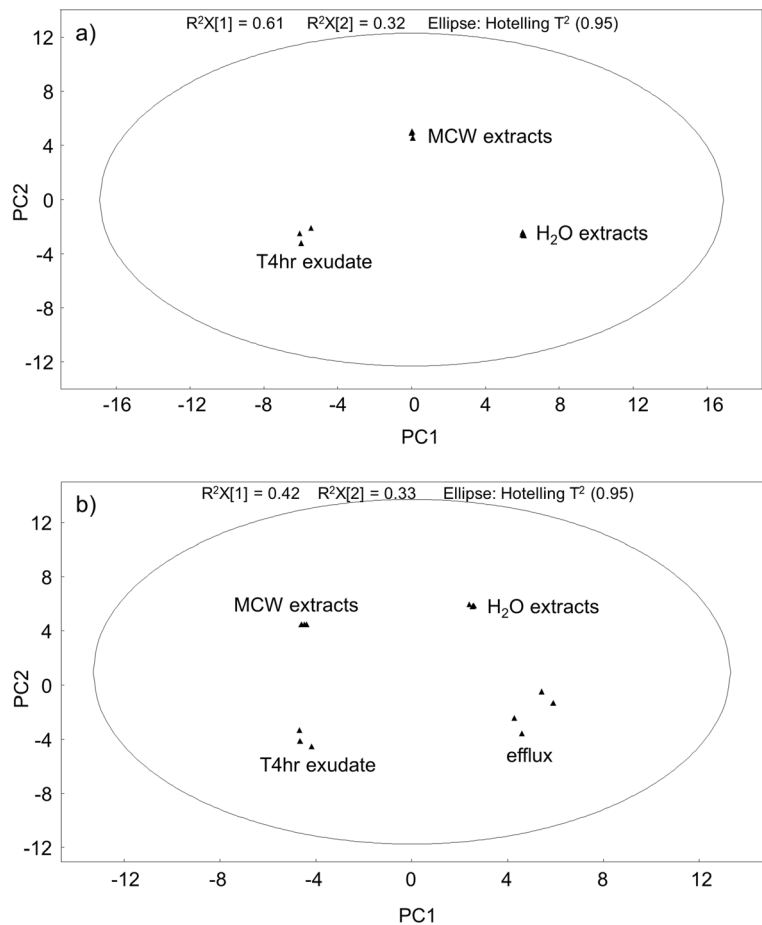 R²X[1] = 0.61 R²X[2] = 0.32 Ellipse: Hotelling T² (0.95)
a)
12
8
4
0
-4
-8
-12
PC2
MCW extracts
H₂O extracts
T4hr exudate
-16 -12 -8 -4 0 4 8 12 16
PC1
R²X[1] = 0.42 R²X[2] = 0.33 Ellipse: Hotelling T² (0.95)
b)
12
8
4
0
-4
-8
-12
PC2
MCW extracts
H₂O extracts
T4hr exudate
efflux
-12 -8 -4 0 4 8 12
PC1